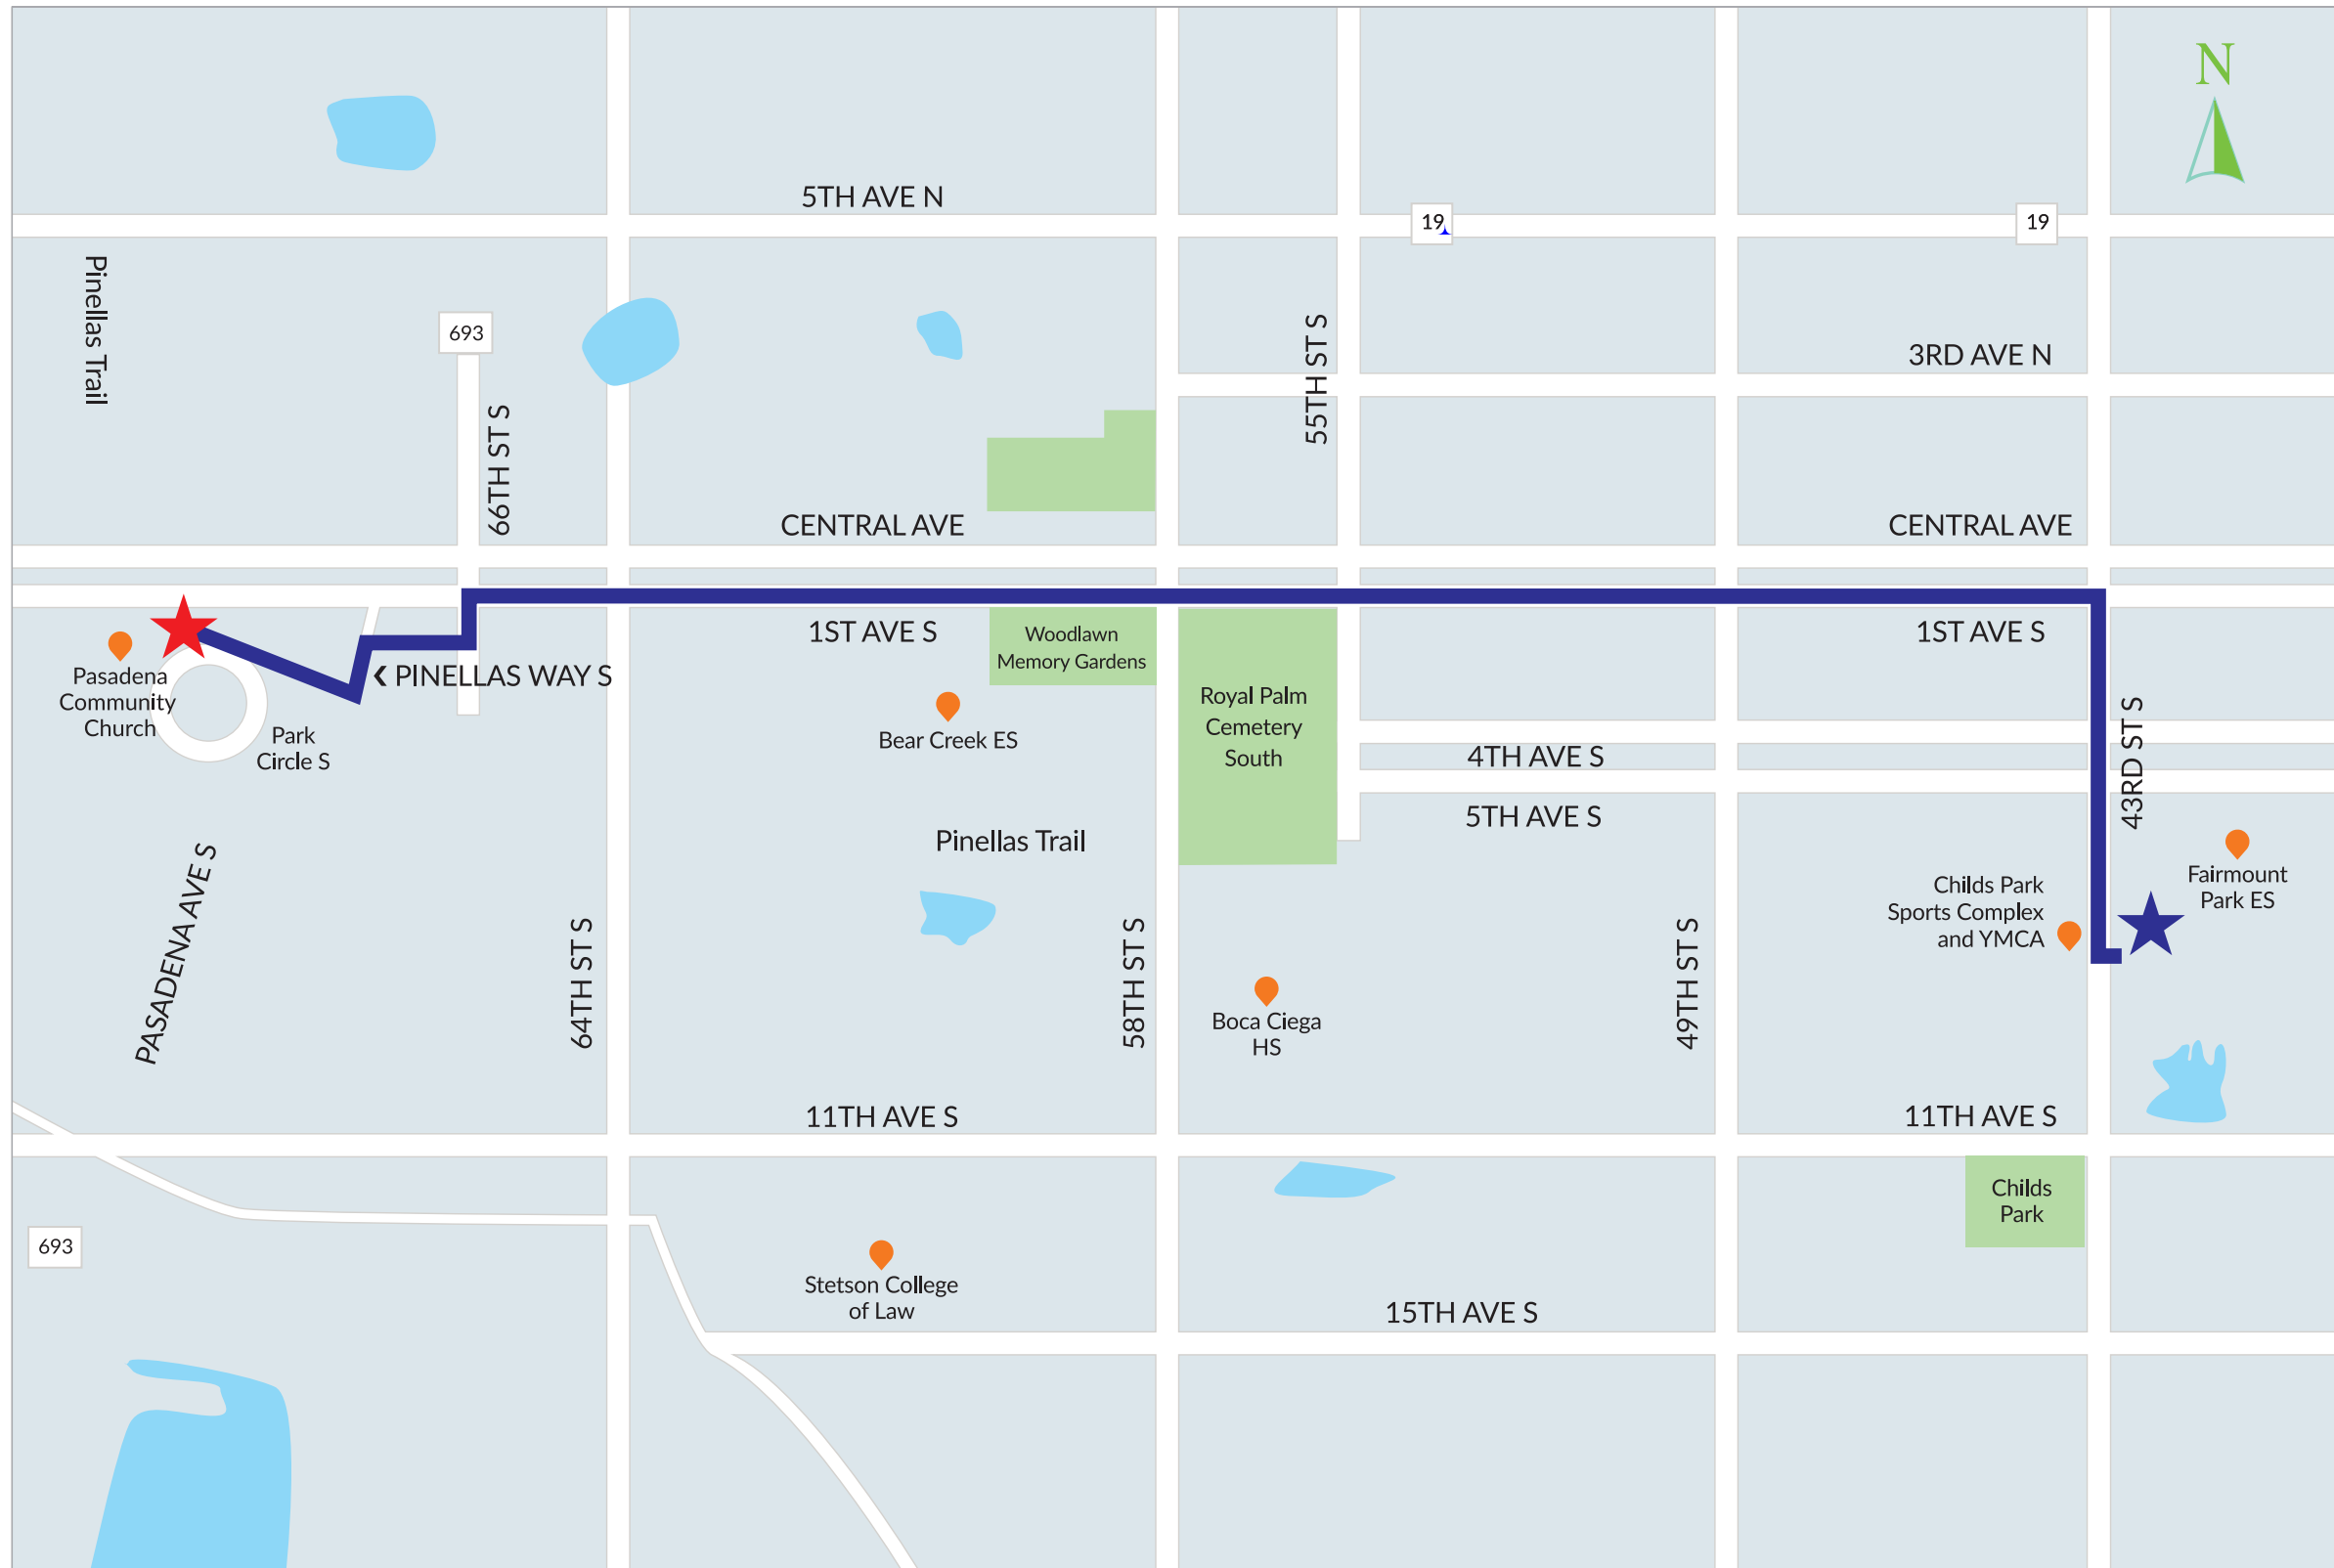 N
5TH AVE N
19
19
Pinellas Trail
693
55TH ST S
3RD AVE N
66TH ST S
CENTRAL AVE
CENTRAL AVE
1ST AVE S
Woodlawn
Memory Gardens
1ST AVE S
Pasadena
Community
Church
‹ PINELLAS WAY S
Park
Circle S
Bear Creek ES
Royal Palm
Cemetery
South
4TH AVE S
43RD ST S
5TH AVE S
Pinellas Trail
PASADENA AVE S
Fairmount
Park ES
Childs Park
Sports Complex
and YMCA
64TH ST S
58TH ST S
49TH ST S
Boca Ciega
HS
11TH AVE S
11TH AVE S
Childs
Park
693
Stetson College
of Law
15TH AVE S